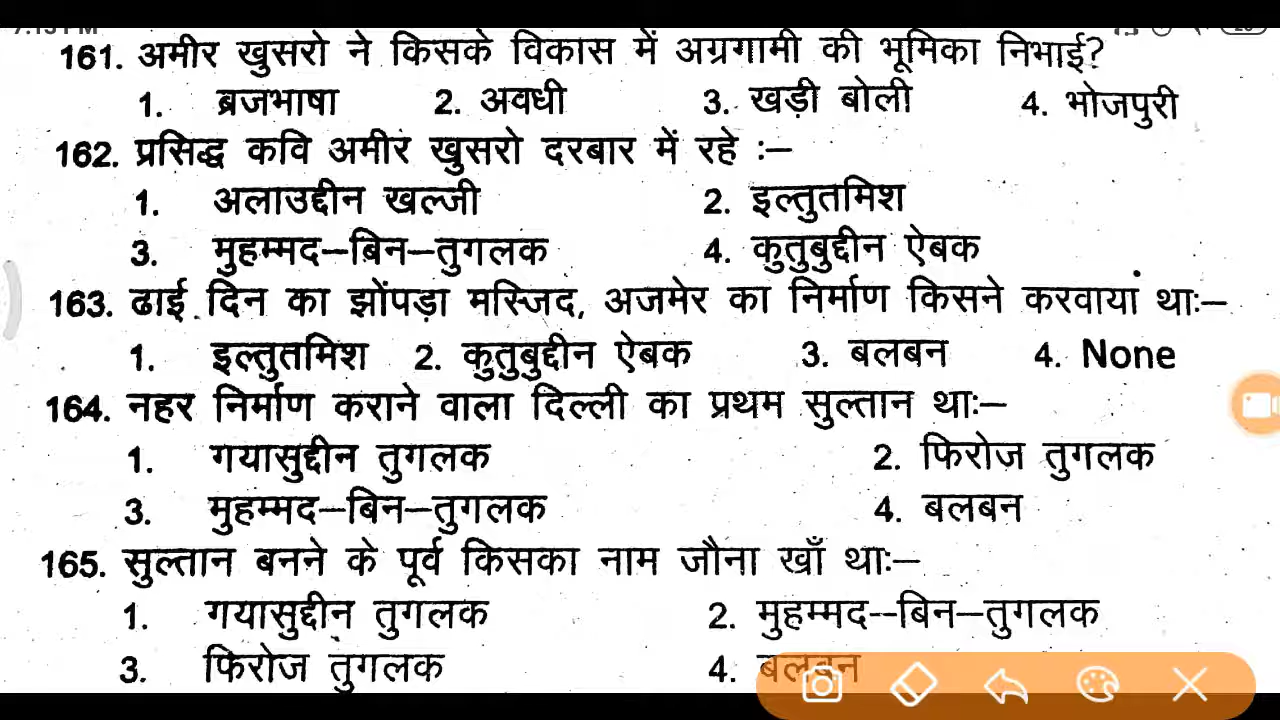 161. अमीर खुसरो ने किसके विकास में अग्रगामी की भूमिका निभाई?
1. ब्रजभाषा 2. अवधी 3. खड़ी बोली 4. भोजपुरी
162. प्रसिद्ध कवि अमीर खुसरो दरबार में रहे :–
1. अलाउद्दीन खल्जी 2. इल्तुतमिश
3. मुहम्मद–बिन–तुगलक 4. कुतुबुद्दीन ऐबक
163. ढाई दिन का झोंपड़ा मस्जिद, अजमेर का निर्माण किसने करवाया था:–
1. इल्तुतमिश 2. कुतुबुद्दीन ऐबक 3. बलबन 4. None
164. नहर निर्माण कराने वाला दिल्ली का प्रथम सुल्तान था:–
1. गयासुद्दीन तुगलक 2. फिरोज तुगलक
3. मुहम्मद–बिन–तुगलक 4. बलबन
165. सुल्तान बनने के पूर्व किसका नाम जौना खाँ था:–
1. गयासुद्दीन तुगलक 2. मुहम्मद--बिन–तुगलक
3. फिरोज तुगलक 4. बलबन